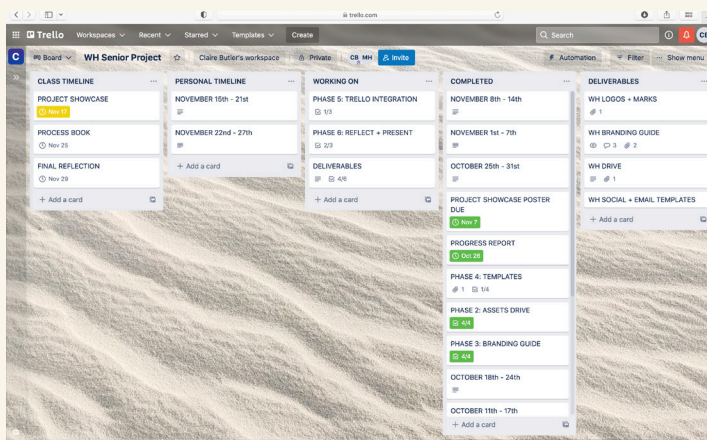 trello.com
Trello Workspaces Recent Starred Templates Create Search
Board WH Senior Project Claire Butler's workspace Private CB MH Invite Automation Filter Show menu
CLASS TIMELINE
PROJECT SHOWCASE
Nov 17
PROCESS BOOK
Nov 25
FINAL REFLECTION
Nov 29
+ Add a card
PERSONAL TIMELINE
NOVEMBER 15th - 21st
NOVEMBER 22nd - 27th
+ Add a card
WORKING ON
PHASE 5: TRELLO INTEGRATION
1/3
PHASE 6: REFLECT + PRESENT
2/3
DELIVERABLES
4/6
+ Add a card
COMPLETED
NOVEMBER 8th - 14th
NOVEMBER 1st - 7th
OCTOBER 25th - 31st
PROJECT SHOWCASE POSTER
DUE
Nov 7
PROGRESS REPORT
Oct 26
PHASE 4: TEMPLATES
1 1/4
PHASE 2: ASSETS DRIVE
4/4
PHASE 3: BRANDING GUIDE
4/4
OCTOBER 18th - 24th
OCTOBER 11th - 17th
+ Add a card
DELIVERABLES
WH LOGOS + MARKS
1
WH BRANDING GUIDE
3 2
WH DRIVE
1
WH SOCIAL + EMAIL TEMPLATES
+ Add a card